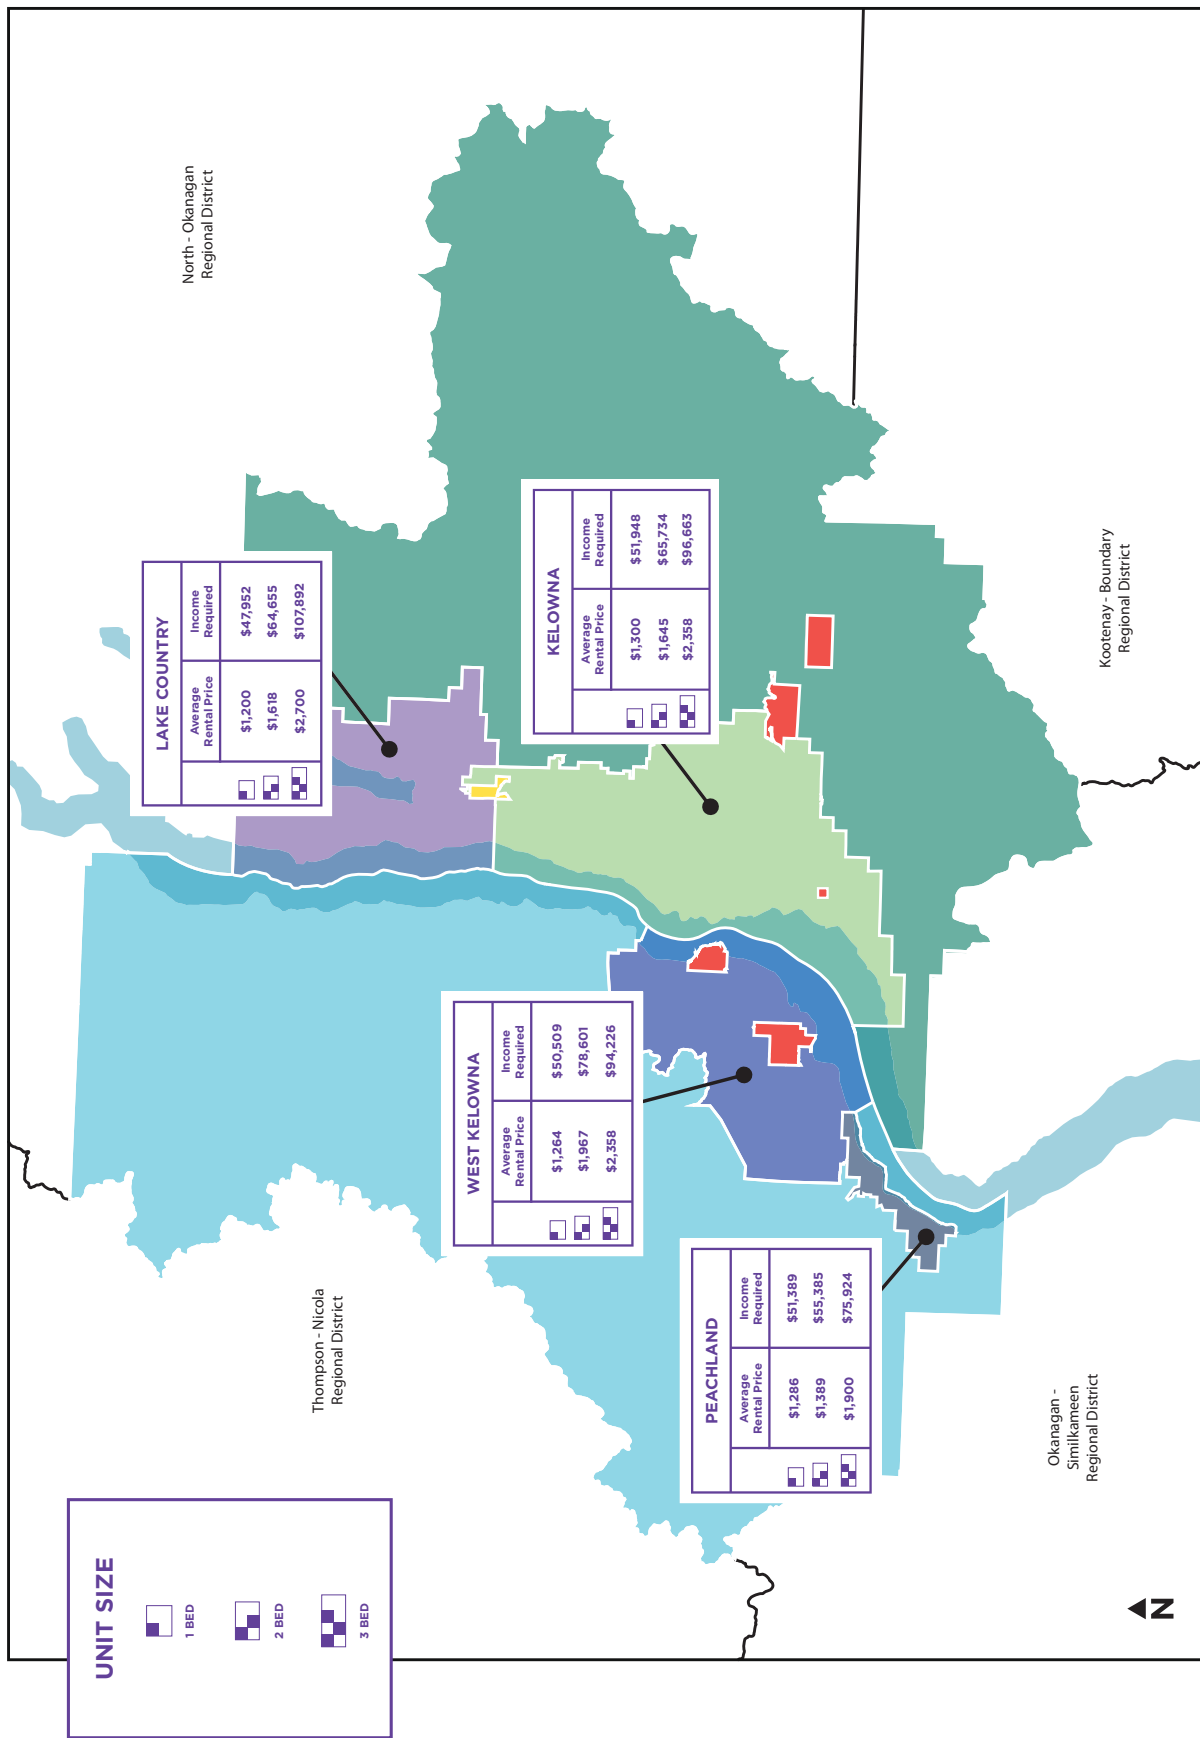 UNIT SIZE
1 BED
2 BED
3 BED
Thompson - Nicola
Regional District
North - Okanagan
Regional District
LAKE COUNTRY
Average
Rental Price
Income
Required
$1,200 $47,952
$1,618 $64,655
$2,700 $107,892
WEST KELOWNA
Average
Rental Price
Income
Required
$1,264 $50,509
$1,967 $78,601
$2,358 $94,226
KELOWNA
Average
Rental Price
Income
Required
$1,300 $51,948
$1,645 $65,734
$2,358 $96,663
PEACHLAND
Average
Rental Price
Income
Required
$1,286 $51,389
$1,389 $55,385
$1,900 $75,924
Okanagan -
Similkameen
Regional District
Kootenay - Boundary
Regional District
N